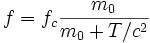 f = f_c \frac{m_0}{m_0 + T/c^2}